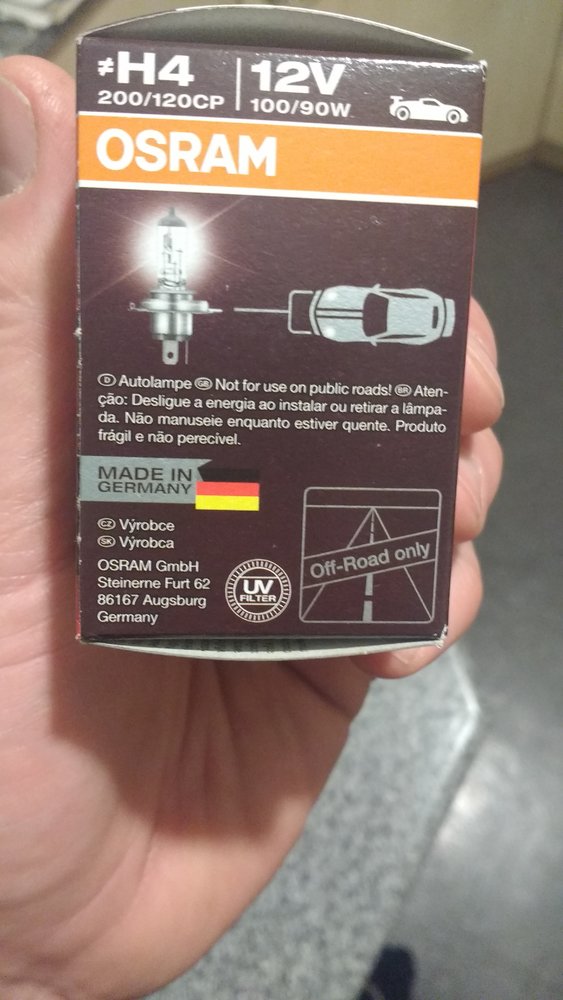 ≠H4 | 12V
200/120CP 100/90W
OSRAM
(D) Autolampe (GB) Not for use on public roads! (BR) Aten-
ção: Desligue a energia ao instalar ou retirar a lâmpa-
da. Não manuseie enquanto estiver quente. Produto
frágil e não perecível.
MADE IN
GERMANY
(CZ) Výrobce
(SK) Výrobca
OSRAM GmbH
Steinerne Furt 62
86167 Augsburg
Germany
UV
FILTER
Off-Road only